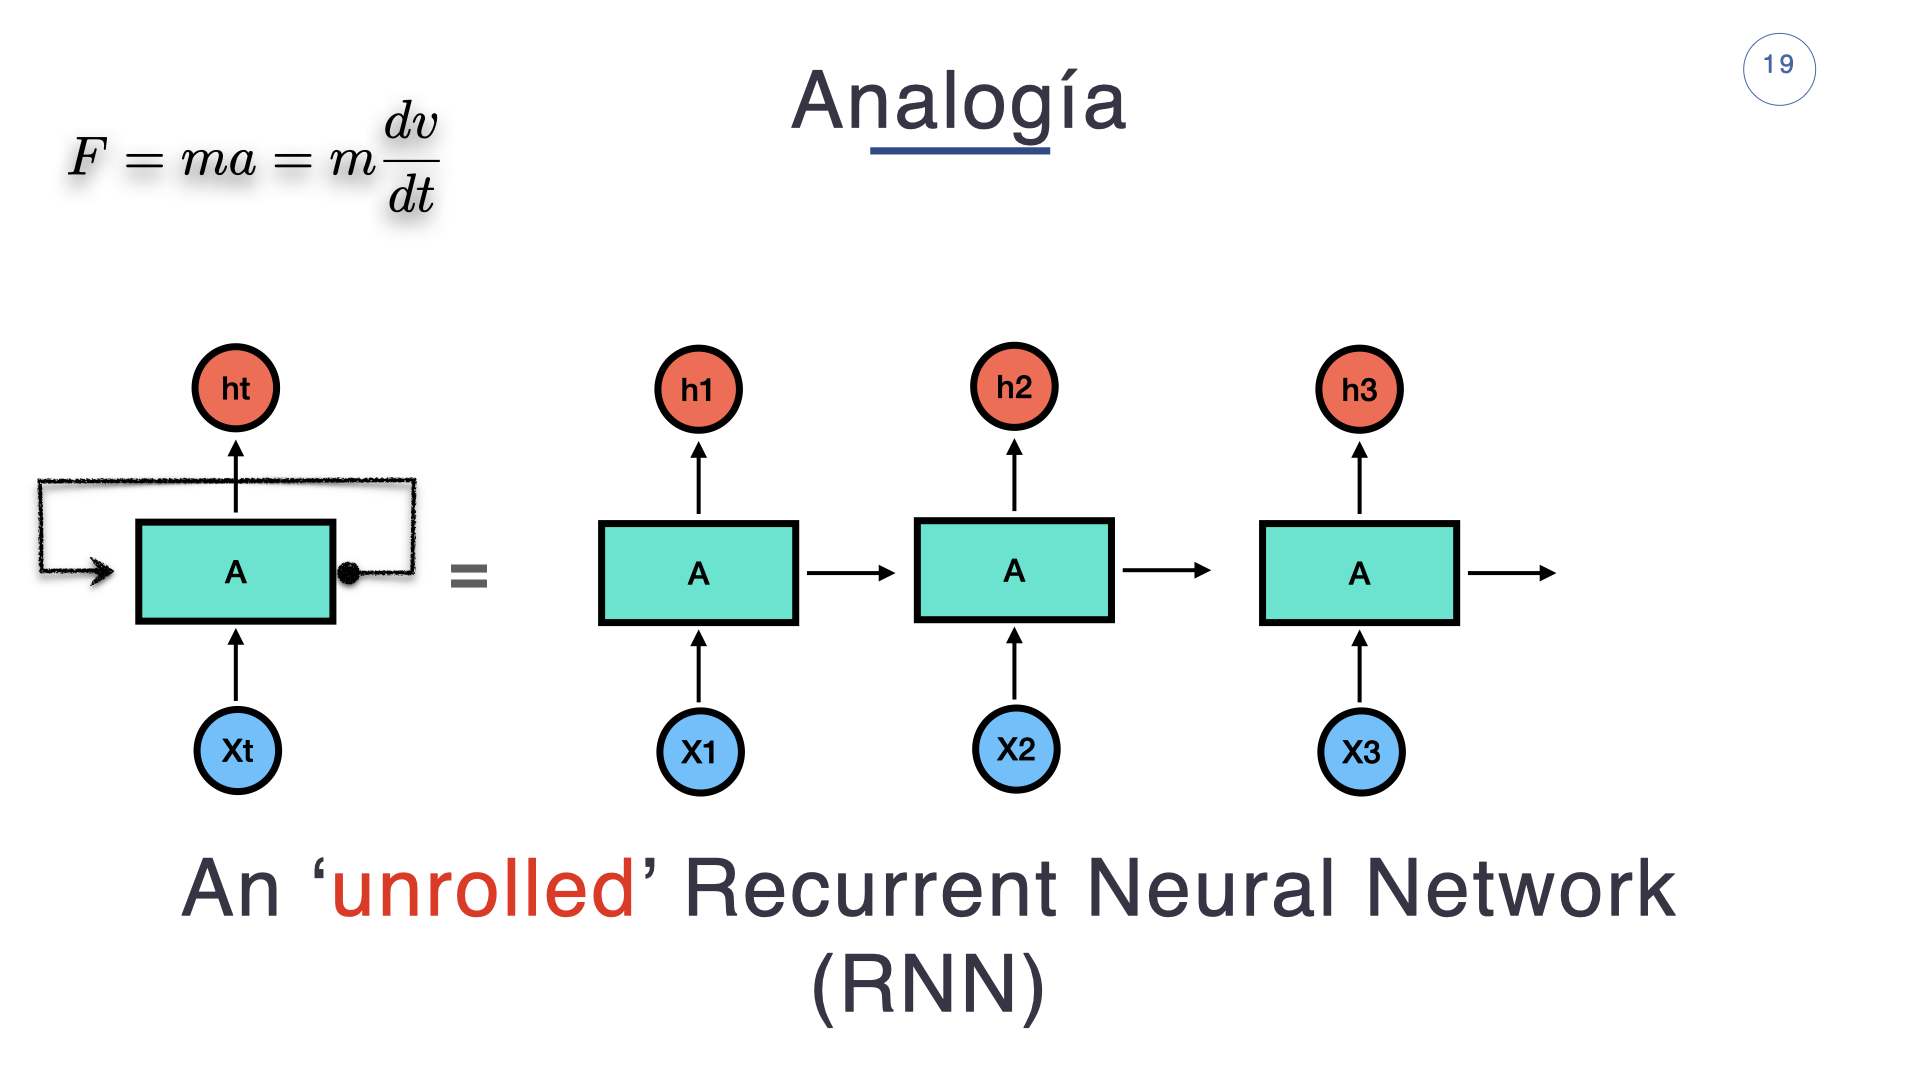 19
Analogía
F = ma = m dv/dt
ht h1 h2 h3
A = A A A
Xt X1 X2 X3
An ‘unrolled’ Recurrent Neural Network
(RNN)